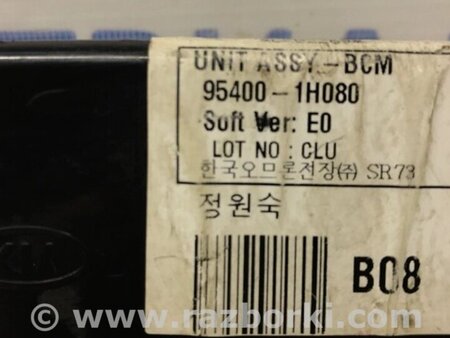 UNIT ASSY-BCM
95400-1H080
Soft Ver: E0
LOT NO : CLU
한국오므론전장㈜ SR73
정원숙
B08
KIA
www.razborki.com